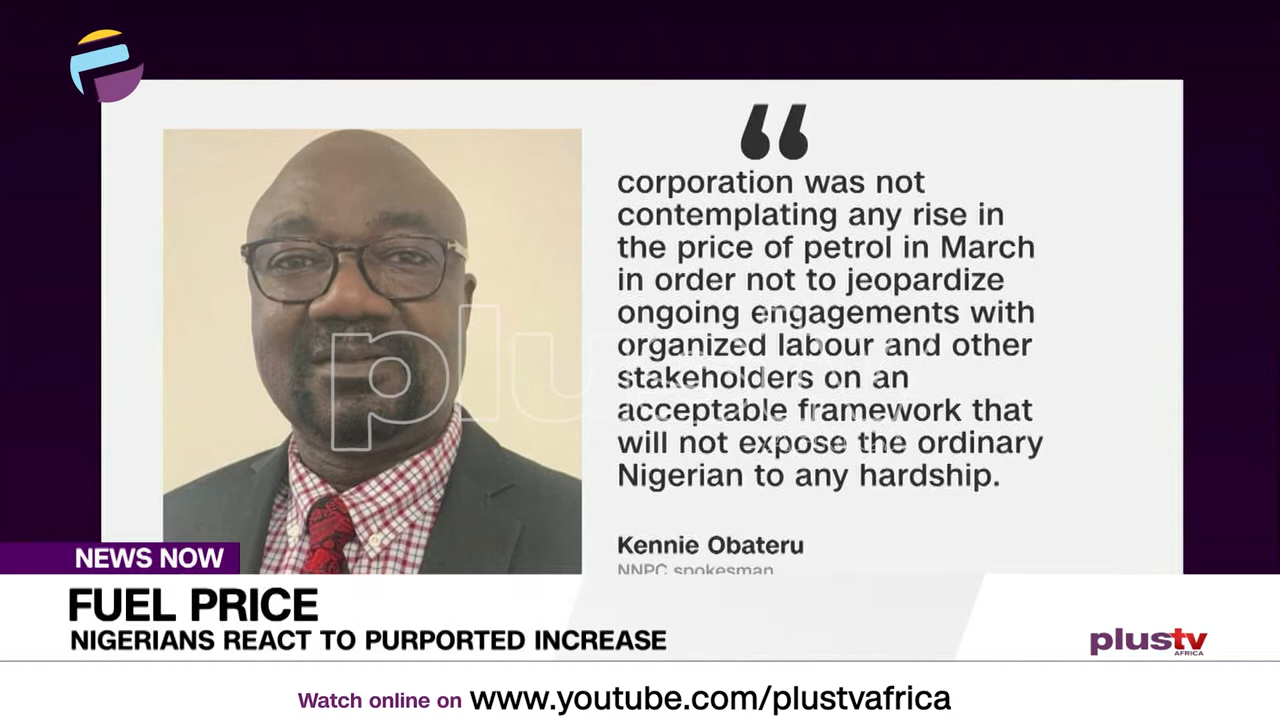 “
corporation was not
contemplating any rise in
the price of petrol in March
in order not to jeopardize
ongoing engagements with
organized labour and other
stakeholders on an
acceptable framework that
will not expose the ordinary
Nigerian to any hardship.
Kennie Obateru
NNPC spokesman
NEWS NOW
FUEL PRICE
NIGERIANS REACT TO PURPORTED INCREASE
plustv
AFRICA
Watch online on www.youtube.com/plustvafrica